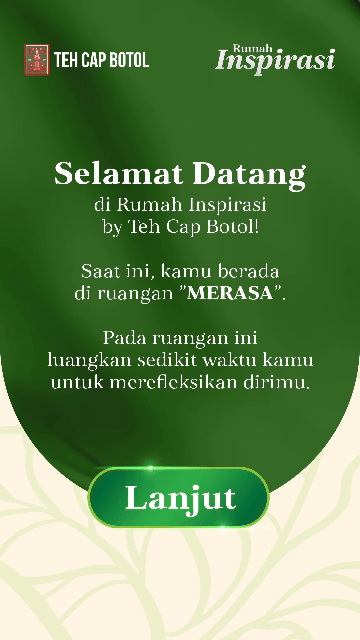 TEH CAP BOTOL
Rumah
Inspirasi
Selamat Datang
di Rumah Inspirasi
by Teh Cap Botol!
Saat ini, kamu berada
di ruangan "MERASA".
Pada ruangan ini
luangkan sedikit waktu kamu
untuk merefleksikan dirimu.
Lanjut